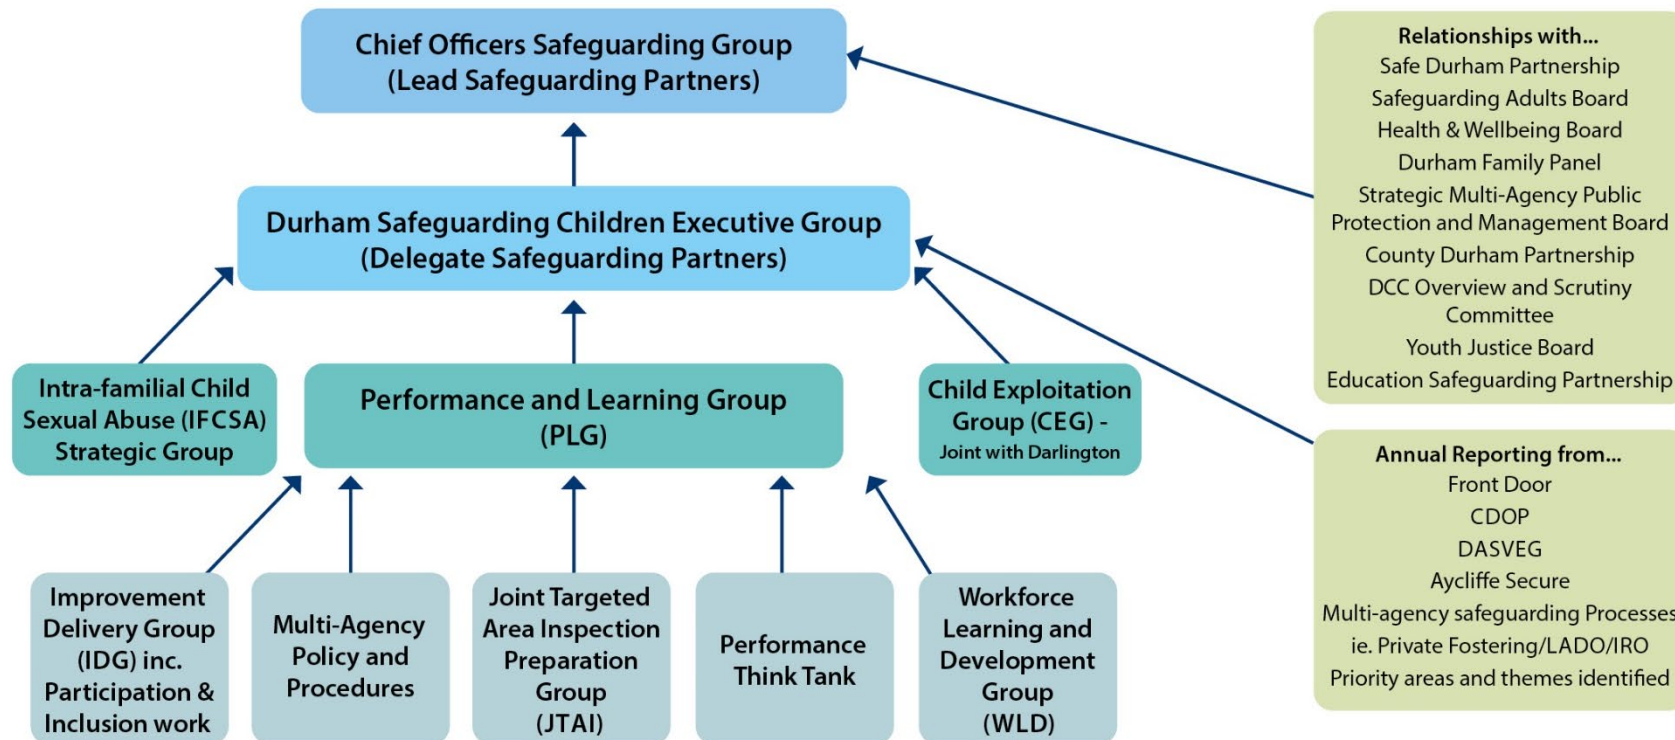 Chief Officers Safeguarding Group
(Lead Safeguarding Partners)
Durham Safeguarding Children Executive Group
(Delegate Safeguarding Partners)
Intra-familial Child
Sexual Abuse (IFCSA)
Strategic Group
Performance and Learning Group
(PLG)
Child Exploitation
Group (CEG) -
Joint with Darlington
Improvement
Delivery Group
(IDG) inc.
Participation &
Inclusion work
Multi-Agency
Policy and
Procedures
Joint Targeted
Area Inspection
Preparation
Group
(JTAI)
Performance
Think Tank
Workforce
Learning and
Development
Group
(WLD)
Relationships with...
Safe Durham Partnership
Safeguarding Adults Board
Health & Wellbeing Board
Durham Family Panel
Strategic Multi-Agency Public
Protection and Management Board
County Durham Partnership
DCC Overview and Scrutiny
Committee
Youth Justice Board
Education Safeguarding Partnership
Annual Reporting from...
Front Door
CDOP
DASVEG
Aycliffe Secure
Multi-agency safeguarding Processes
ie. Private Fostering/LADO/IRO
Priority areas and themes identified